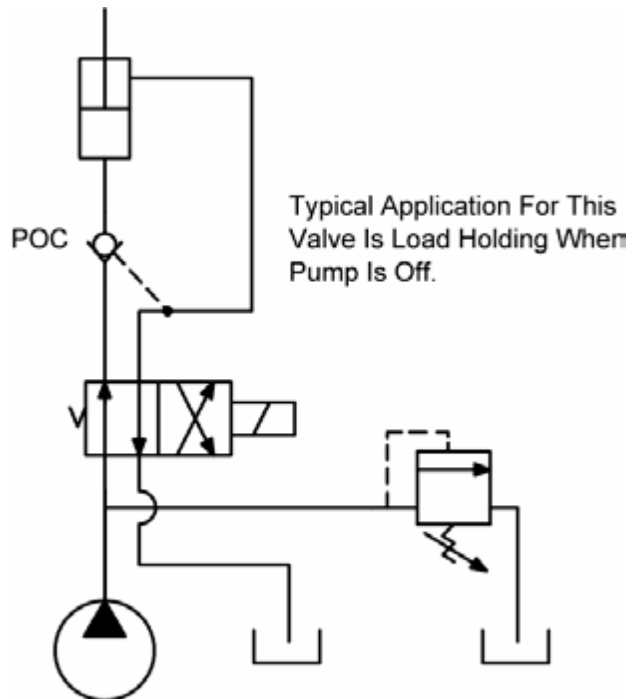 Typical Application For This
POC Valve Is Load Holding When
Pump Is Off.